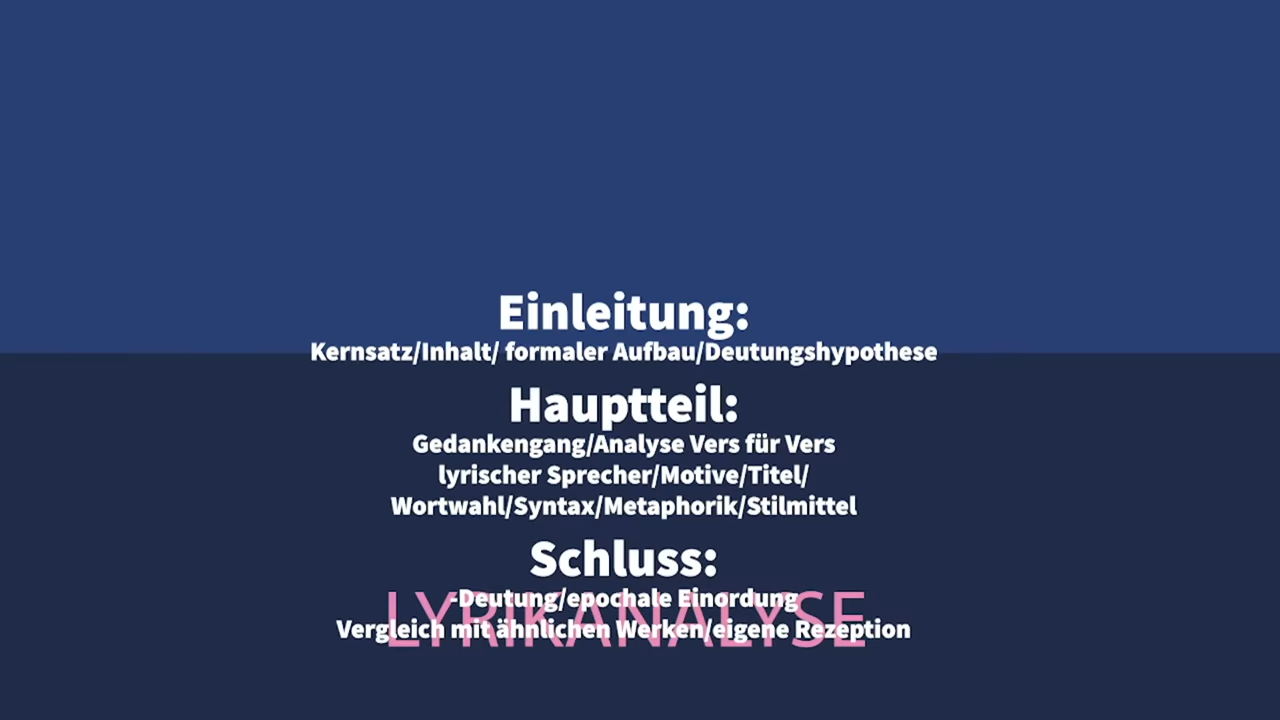 Einleitung:
Kernsatz/Inhalt/ formaler Aufbau/Deutungshypothese
Hauptteil:
Gedankengang/Analyse Vers für Vers
lyrischer Sprecher/Motive/Titel/
Wortwahl/Syntax/Metaphorik/Stilmittel
Schluss:
-Deutung/epochale Einordung
LYRIKANALYSE
Vergleich mit ähnlichen Werken/eigene Rezeption